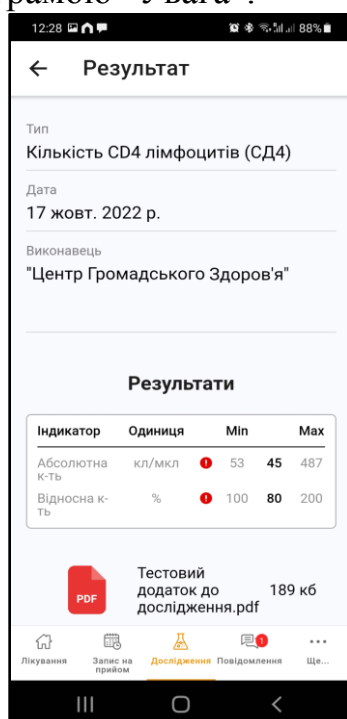 12:28 88%
Результат
Тип
Кількість CD4 лімфоцитів (СД4)
Дата
17 жовт. 2022 р.
Виконавець
"Центр Громадського Здоров'я"
Результати
Індикатор Одиниця Min Max
Абсолютна к-ть кл/мкл 53 45 487
Відносна к-ть % 100 80 200
Тестовий
додаток до 189 кб
дослідження.pdf
PDF
1
Лікування Запис на Дослідження Повідомлення Ще...
прийом